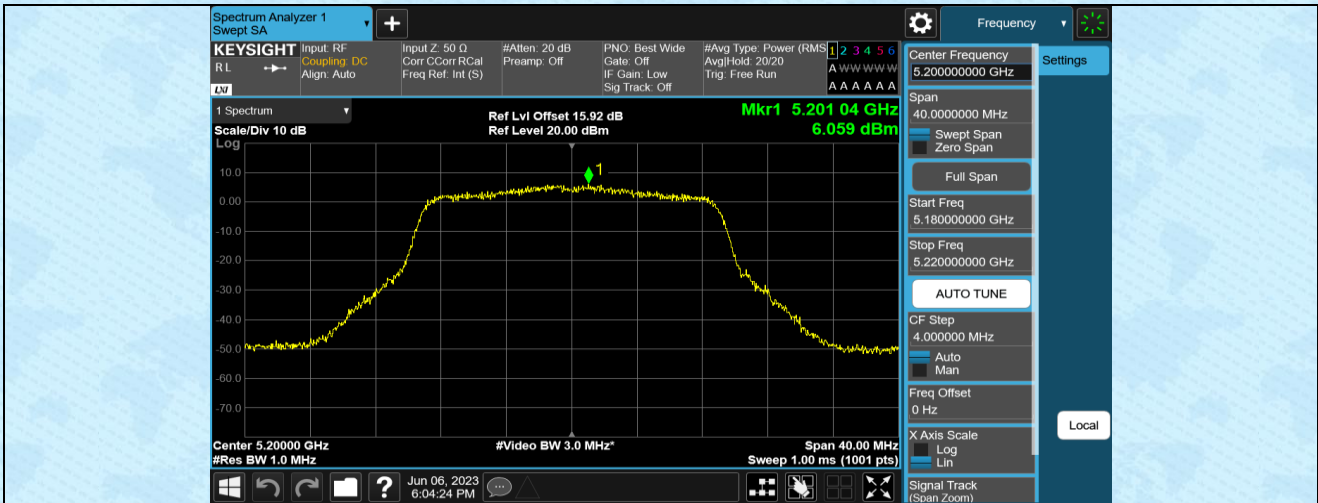 Spectrum Analyzer 1
Swept SA
Frequency
KEYSIGHT
R L
LXI
Input: RF
Coupling: DC
Align: Auto
Input Z: 50 Ω
Corr CCorr RCal
Freq Ref: Int (S)
#Atten: 20 dB
Preamp: Off
PNO: Best Wide
Gate: Off
IF Gain: Low
Sig Track: Off
#Avg Type: Power (RMS
Avg|Hold: 20/20
Trig: Free Run
1 2 3 4 5 6
A W W W W W
A A A A A A
1 Spectrum
Scale/Div 10 dB
Log
Ref Lvl Offset 15.92 dB
Ref Level 20.00 dBm
Mkr1 5.201 04 GHz
6.059 dBm
1
10.0
0.00
-10.0
-20.0
-30.0
-40.0
-50.0
-60.0
-70.0
Center 5.20000 GHz
#Res BW 1.0 MHz
#Video BW 3.0 MHz*
Span 40.00 MHz
Sweep 1.00 ms (1001 pts)
Jun 06, 2023
6:04:24 PM
Center Frequency
5.200000000 GHz
Span
40.0000000 MHz
Swept Span
Zero Span
Full Span
Start Freq
5.180000000 GHz
Stop Freq
5.220000000 GHz
AUTO TUNE
CF Step
4.000000 MHz
Auto
Man
Freq Offset
0 Hz
X Axis Scale
Log
Lin
Signal Track
(Span Zoom)
Settings
Local